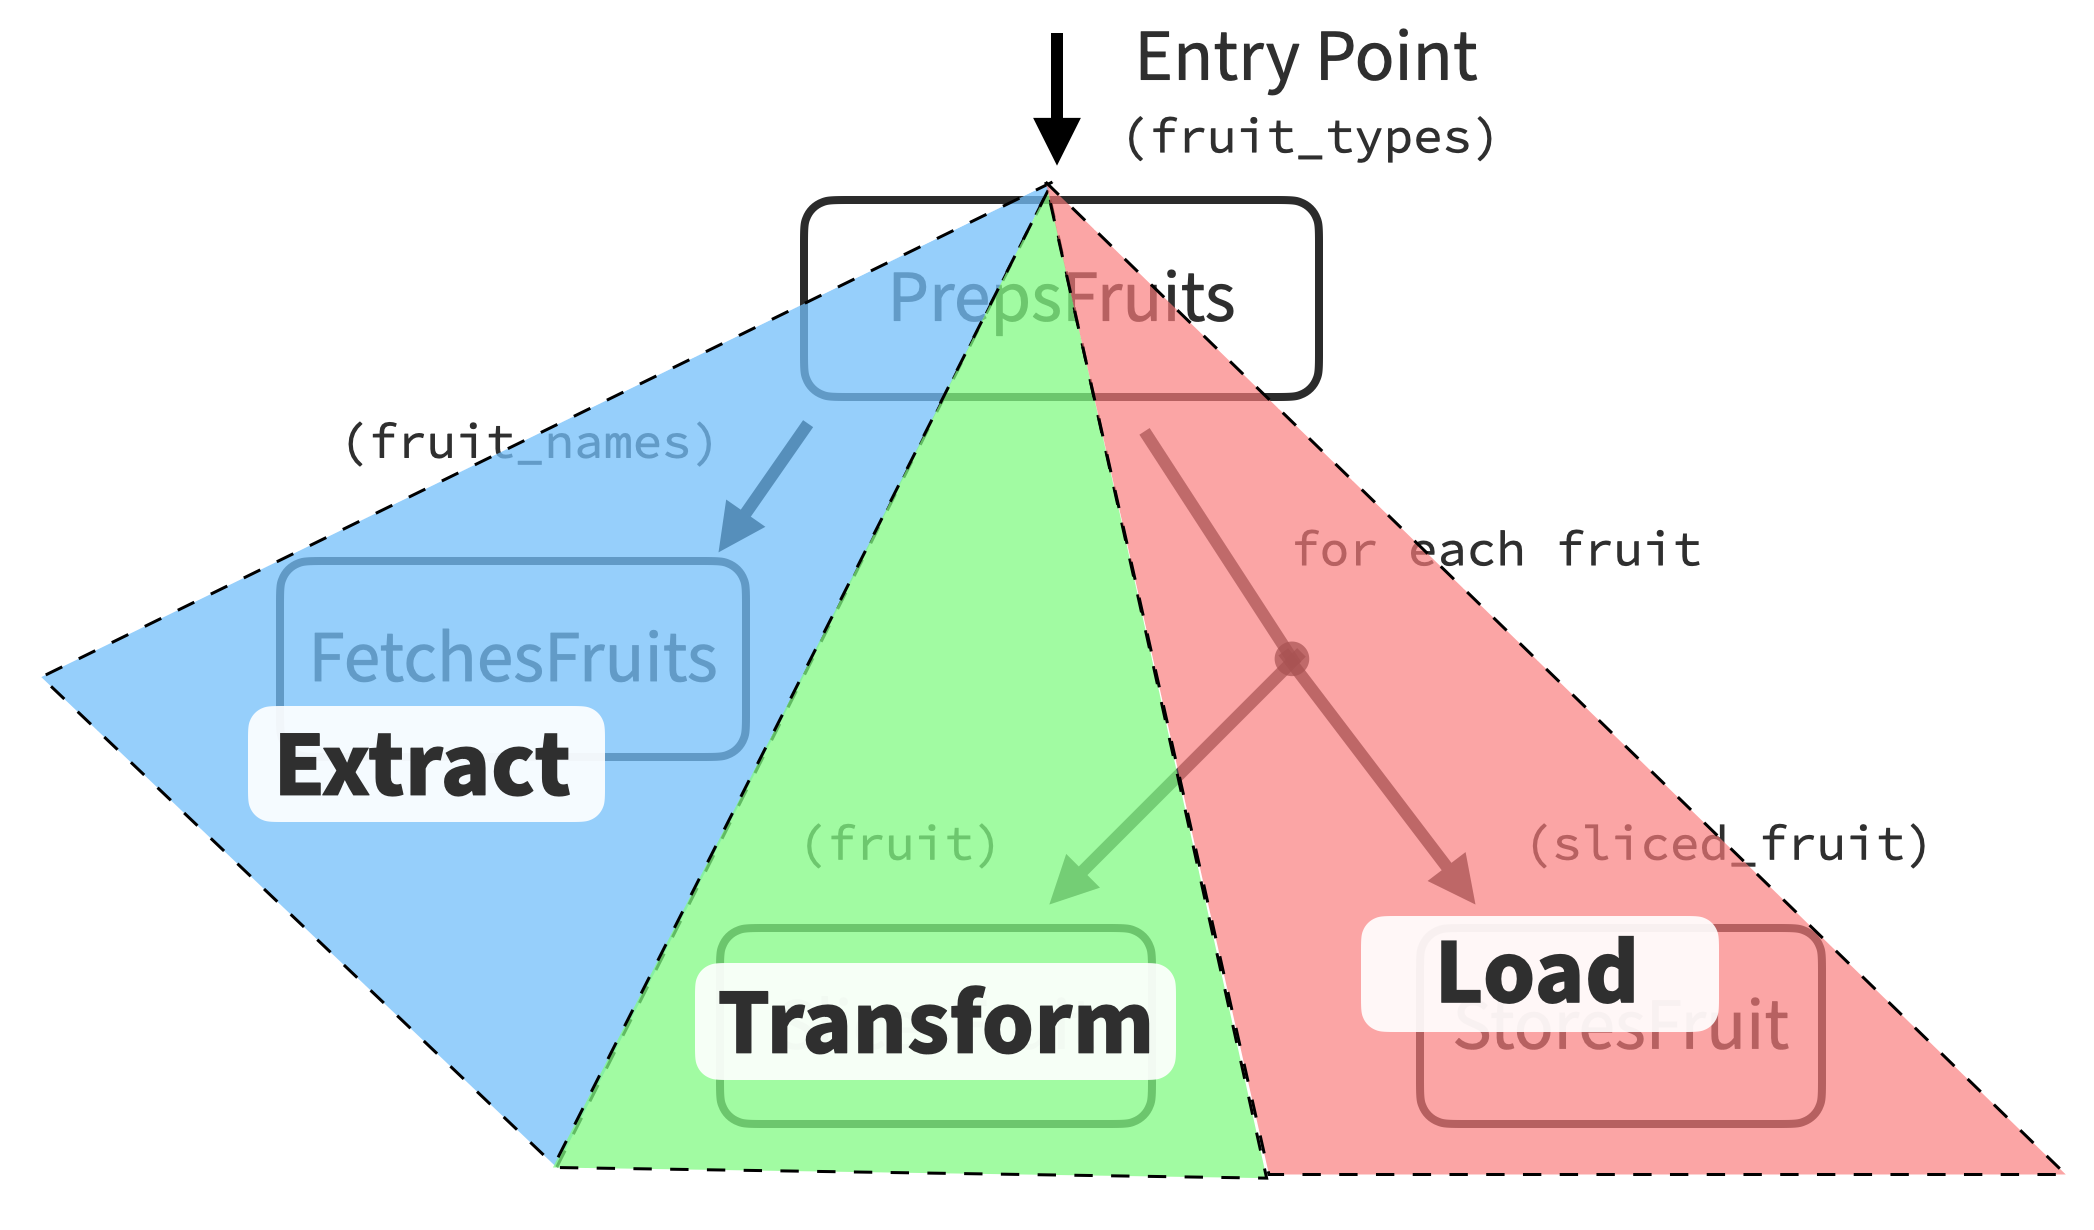 Entry Point
(fruit_types)
PrepsFruits
(fruit_names)
for each fruit
FetchesFruits
Extract
(fruit)
(sliced_fruit)
Transform
Load
StoresFruit